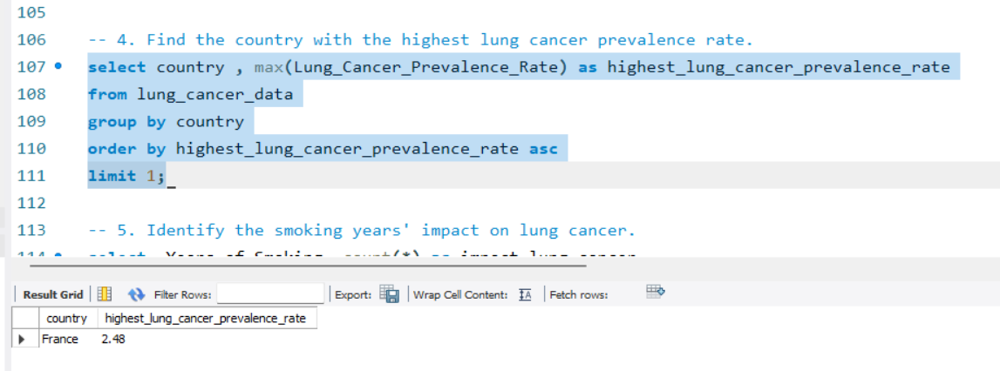 105
106 -- 4. Find the country with the highest lung cancer prevalence rate.
107 select country , max(Lung_Cancer_Prevalence_Rate) as highest_lung_cancer_prevalence_rate
108 from lung_cancer_data
109 group by country
110 order by highest_lung_cancer_prevalence_rate asc
111 limit 1;
112
113 -- 5. Identify the smoking years' impact on lung cancer.
Result Grid Filter Rows: Export: Wrap Cell Content: IA Fetch rows:
country highest_lung_cancer_prevalence_rate
France 2.48